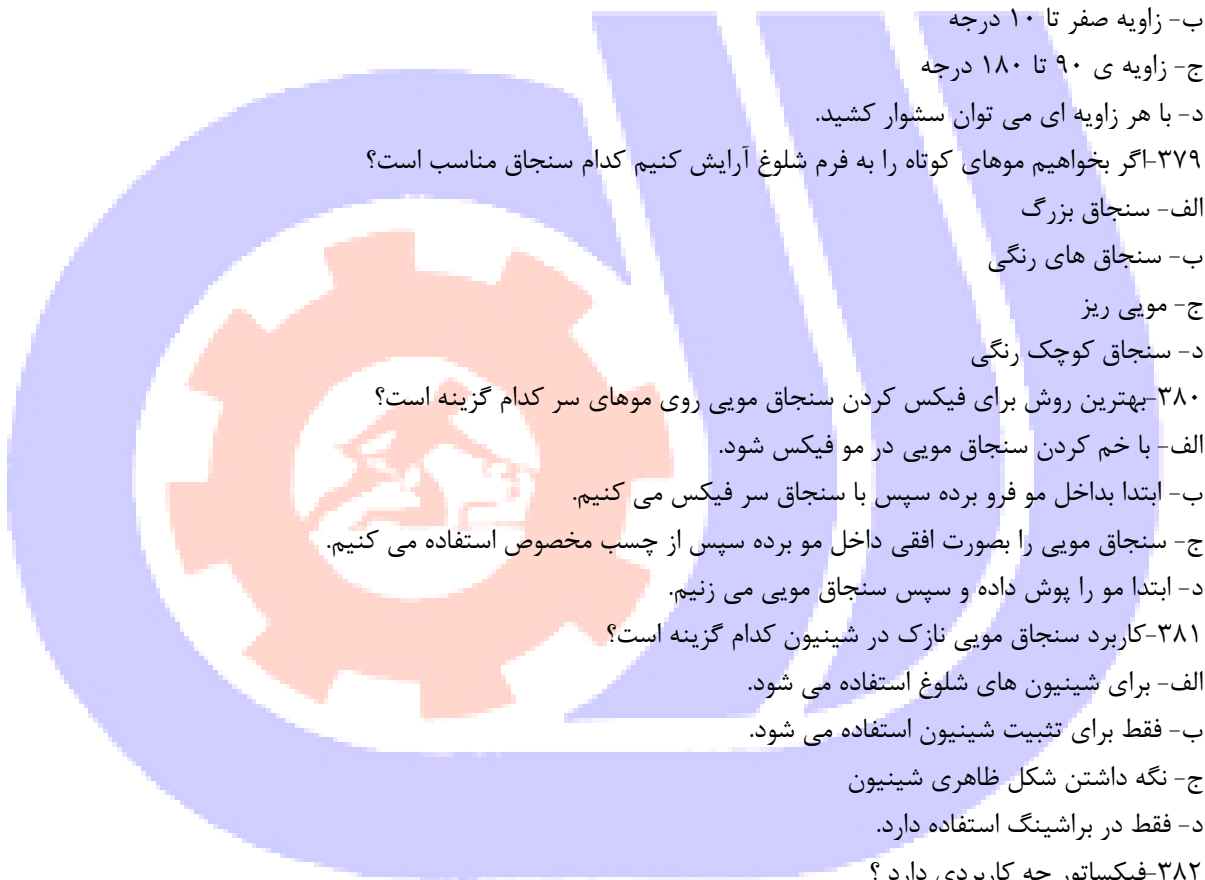 ب- زاویه صفر تا ۱۰ درجه
ج- زاویه ی ۹۰ تا ۱۸۰ درجه
د- با هر زاویه ای می توان سشوار کشید.
۳۷۹-اگر بخواهیم موهای کوتاه را به فرم شلوغ آرایش کنیم کدام سنجاق مناسب است؟
الف- سنجاق بزرگ
ب- سنجاق های رنگی
ج- مویی ریز
د- سنجاق کوچک رنگی
۳۸۰-بهترین روش برای فیکس کردن سنجاق مویی روی موهای سر کدام گزینه است؟
الف- با خم کردن سنجاق مویی در مو فیکس شود.
ب- ابتدا بداخل مو فرو برده سپس با سنجاق سر فیکس می کنیم.
ج- سنجاق مویی را بصورت افقی داخل مو برده سپس از چسب مخصوص استفاده می کنیم.
د- ابتدا مو را پوش داده و سپس سنجاق مویی می زنیم.
۳۸۱-کاربرد سنجاق مویی نازک در شینیون کدام گزینه است؟
الف- برای شینیون های شلوغ استفاده می شود.
ب- فقط برای تثبیت شینیون استفاده می شود.
ج- نگه داشتن شکل ظاهری شینیون
د- فقط در براشینگ استفاده دارد.
۳۸۲-فیکساتور چه کاربردی دارد ؟